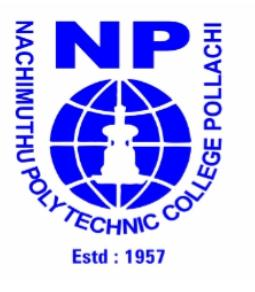 NP
NACHIMUTHU POLYTECHNIC COLLEGE POLLACHI
Estd : 1957